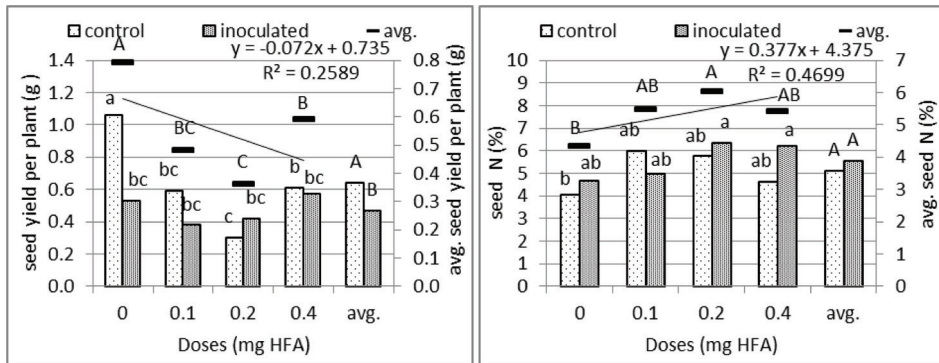 control inoculated avg.
A
y = -0.072x + 0.735
R² = 0.2589
1.4
1.2
1.0
0.8
0.6
0.4
0.2
0.0
seed yield per plant (g )
a
bc
BC
bc
bc
C
c
bc
B
b
bc
A
B
0.8
0.7
0.6
0.5
0.4
0.3
0.2
0.1
0.0
avg. seed yield per plant (g)
0 0.1 0.2 0.4 avg.
Doses (mg HFA)
control inoculated avg.
y = 0.377x + 4.375
R² = 0.4699
10
9
8
7
6
5
4
3
2
1
0
seed N (%)
B
b
ab
AB
ab
ab
A
ab
a
AB
ab
a
A
A
7
6
5
4
3
2
1
0
avg. seed N (%)
0 0.1 0.2 0.4 avg.
Doses (mg HFA)